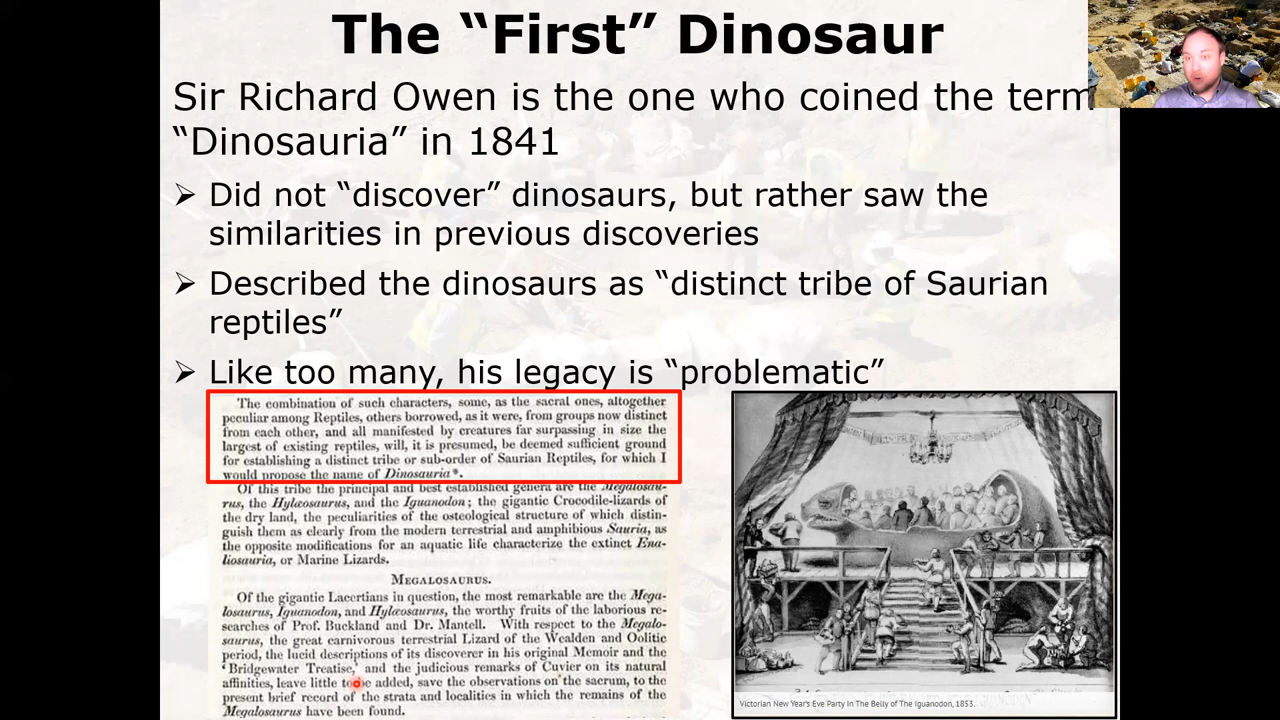 The “First” Dinosaur
Sir Richard Owen is the one who coined the term
“Dinosauria” in 1841
➢ Did not “discover” dinosaurs, but rather saw the
similarities in previous discoveries
➢ Described the dinosaurs as “distinct tribe of Saurian
reptiles”
➢ Like too many, his legacy is “problematic”
The combination of such characters, some, as the sacral ones, altogether
peculiar among Reptiles, others borrowed, as it were, from groups now distinct
from each other, and all manifested by creatures far surpassing in size the
largest of existing reptiles, will, it is presumed, be deemed sufficient ground
for establishing a distinct tribe or sub-order of Saurian Reptiles, for which I
would propose the name of Dinosauria*.
Of this tribe the principal and best established genera are the Megalosau-
rus, the Hylæosaurus, and the Iguanodon; the gigantic Crocodile-lizards of
the dry land, the peculiarities of the osteological structure of which distin-
guish them as clearly from the modern terrestrial and amphibious Sauria, as
the opposite modifications for an aquatic life characterize the extinct Ena-
liosauria, or Marine Lizards.
MEGALOSAURUS.
Of the gigantic Lacertians in question, the most remarkable are the Mega-
losaurus, Iguanodon, and Hylæosaurus, the worthy fruits of the laborious re-
searches of Prof. Buckland and Dr. Mantell. With respect to the Megalo-
saurus, the great carnivorous terrestrial Lizard of the Wealden and Oolitic
period, the lucid descriptions of its discoverer in his original Memoir and the
‘Bridgewater Treatise,’ and the judicious remarks of Cuvier on its natural
affinities, leave little to be added, save the observations on the sacrum, to the
present brief record of the strata and localities in which the remains of the
Megalosaurus have been found.
Victorian New Year's Eve Party In The Belly of The Iguanodon, 1853.